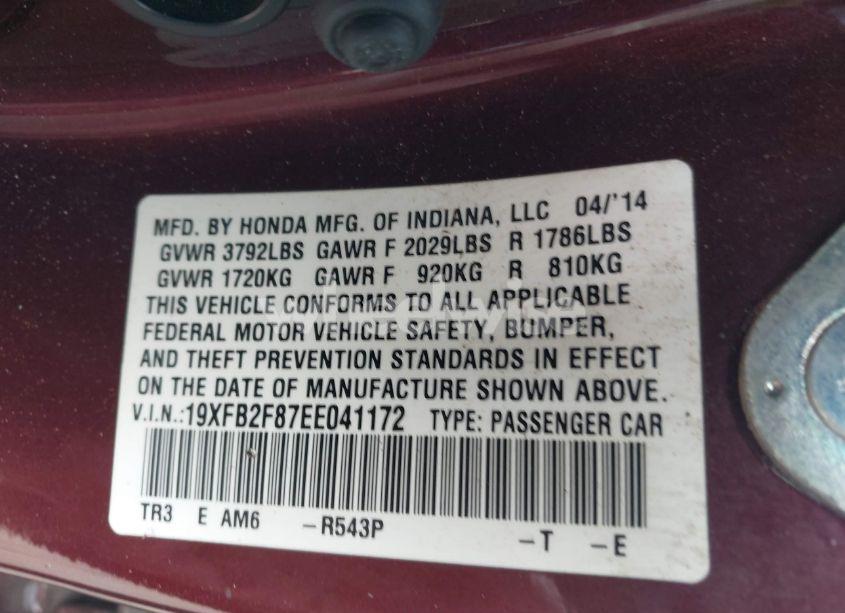 MFD. BY HONDA MFG. OF INDIANA, LLC 04/'14
GVWR 3792LBS GAWR F 2029LBS R 1786LBS
GVWR 1720KG GAWR F 920KG R 810KG
THIS VEHICLE CONFORMS TO ALL APPLICABLE
FEDERAL MOTOR VEHICLE SAFETY, BUMPER,
AND THEFT PREVENTION STANDARDS IN EFFECT
ON THE DATE OF MANUFACTURE SHOWN ABOVE.
V.I.N.:19XFB2F87EE041172 TYPE: PASSENGER CAR
TR3 E AM6 –R543P –T –E